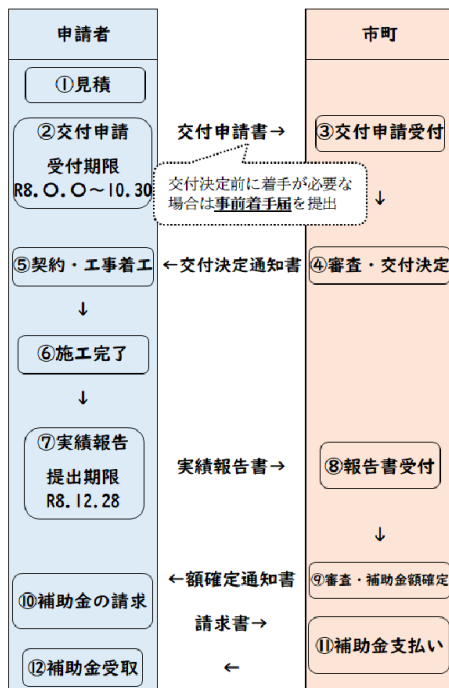 申請者
市町
①見積
②交付申請
受付期限
R8.〇.〇～10.30
交付申請書→
③交付申請受付
交付決定前に着手が必要な
場合は事前着手届を提出
↓
⑤契約・工事着工
←交付決定通知書
④審査・交付決定
↓
⑥施工完了
↓
⑦実績報告
提出期限
R8.12.28
実績報告書→
⑧報告書受付
↓
←額確定通知書
⑨審査・補助金額確定
⑩補助金の請求
請求書→
⑪補助金支払い
⑫補助金受取
←